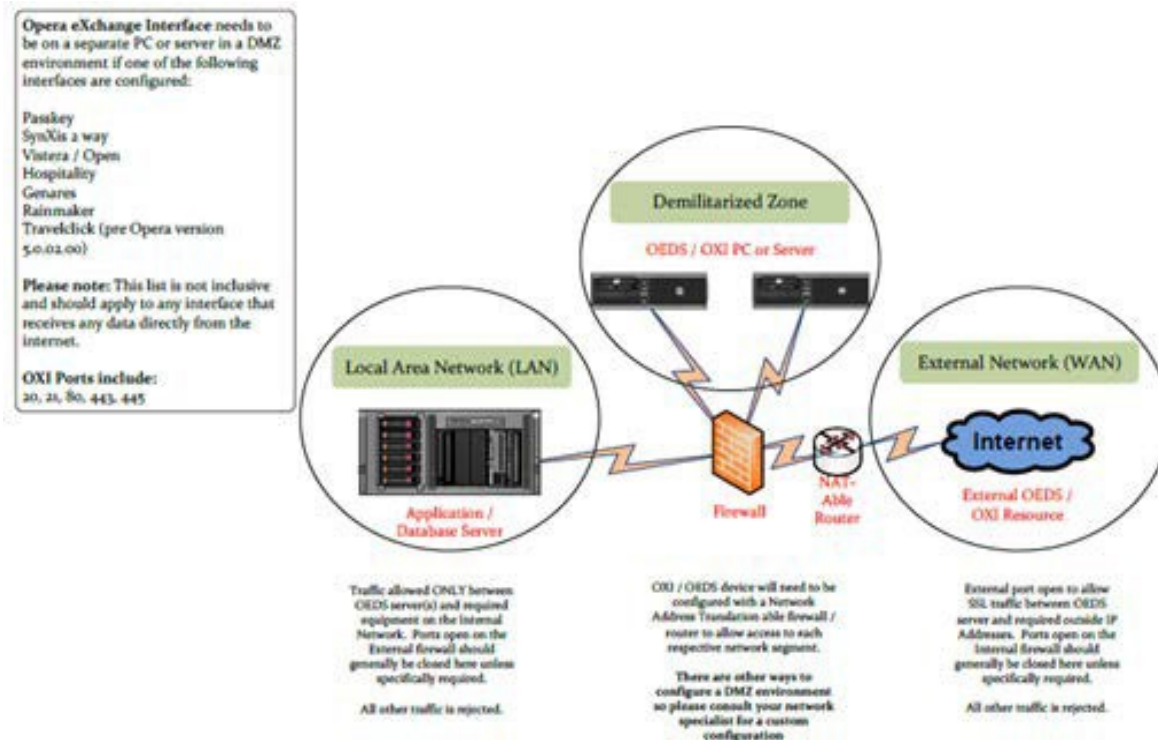 Opera eXchange Interface needs to
be on a separate PC or server in a DMZ
environment if one of the following
interfaces are configured:
Passkey
SynXis 2 way
Vistera / Open
Hospitality
Genares
Rainmaker
Travelclick (pre Opera version
5.0.02.00)
Please note: This list is not inclusive
and should apply to any interface that
receives any data directly from the
internet.
OXI Ports include:
20, 21, 80, 443, 445
Demilitarized Zone
OEDS / OXI PC or Server
Local Area Network (LAN)
Application /
Database Server
Firewall
NAT-
Able
Router
External Network (WAN)
Internet
External OEDS /
OXI Resource
Traffic allowed ONLY between
OEDS server(s) and required
equipment on the Internal
Network. Ports open on the
External firewall should
generally be closed here unless
specifically required.
All other traffic is rejected.
OXI / OEDS device will need to be
configured with a Network
Address Translation able firewall /
router to allow access to each
respective network segment.
There are other ways to
configure a DMZ environment
so please consult your network
specialist for a custom
configuration
External port open to allow
SSL traffic between OEDS
server and required outside IP
Addresses. Ports open on the
Internal firewall should
generally be closed here unless
specifically required.
All other traffic is rejected.